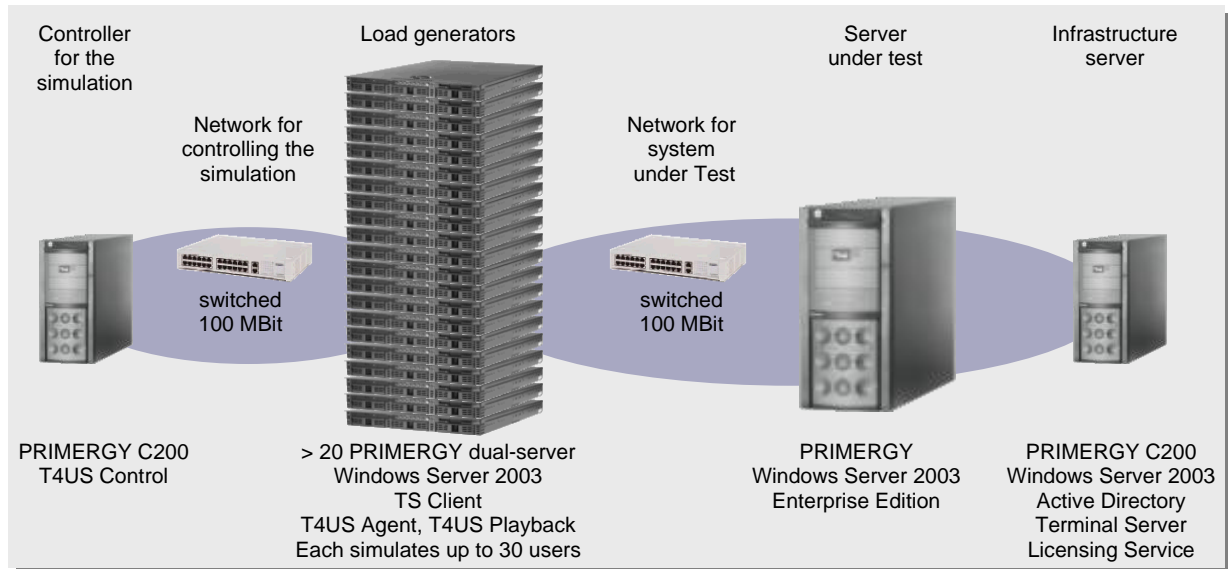 Controller
for the
simulation
Load generators
Server
under test
Infrastructure
server
Network for
controlling the
simulation
Network for
system
under Test
switched
100 MBit
switched
100 MBit
PRIMERGY C200
T4US Control
> 20 PRIMERGY dual-server
Windows Server 2003
TS Client
T4US Agent, T4US Playback
Each simulates up to 30 users
PRIMERGY
Windows Server 2003
Enterprise Edition
PRIMERGY C200
Windows Server 2003
Active Directory
Terminal Server
Licensing Service